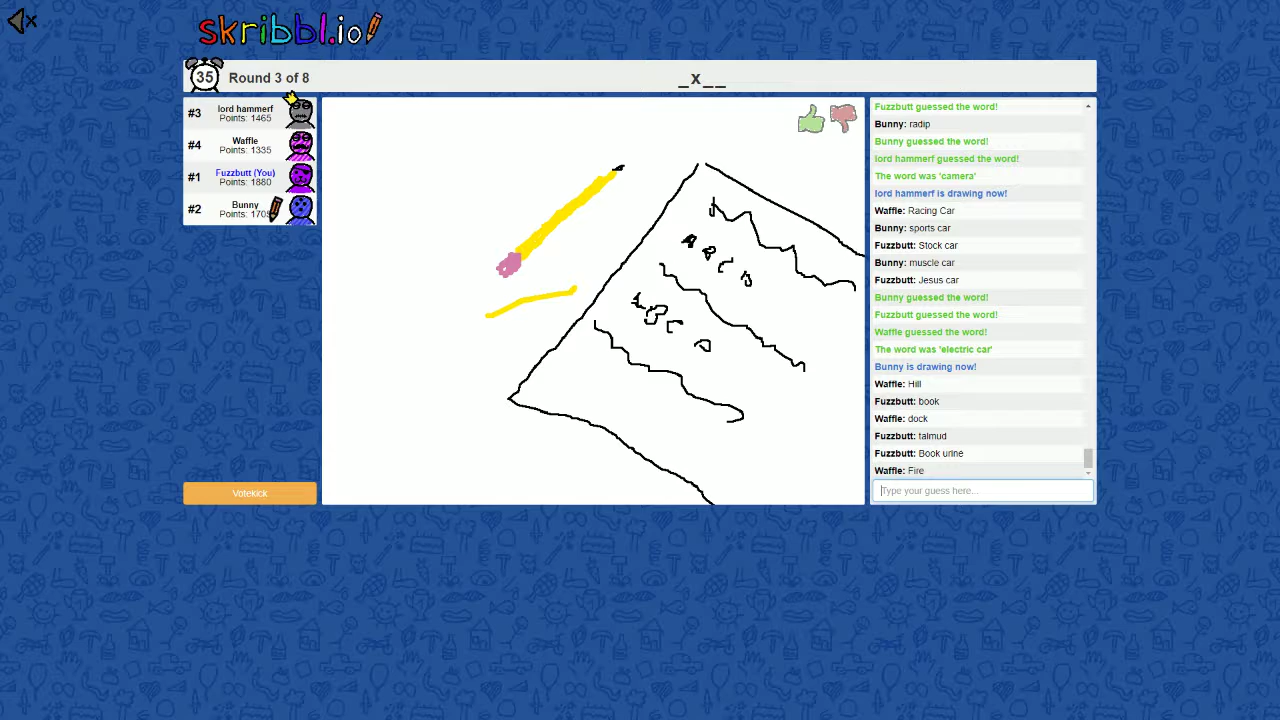 skribbl.io
35 Round 3 of 8
_x__
#3 lord hammerf
Points: 1465
#4 Waffle
Points: 1335
#1 Fuzzbutt (You)
Points: 1880
#2 Bunny
Points: 1705
Votekick
Fuzzbutt guessed the word!
Bunny: radip
Bunny guessed the word!
lord hammerf guessed the word!
The word was 'camera'
lord hammerf is drawing now!
Waffle: Racing Car
Bunny: sports car
Fuzzbutt: Stock car
Bunny: muscle car
Fuzzbutt: Jesus car
Bunny guessed the word!
Fuzzbutt guessed the word!
Waffle guessed the word!
The word was 'electric car'
Bunny is drawing now!
Waffle: Hill
Fuzzbutt: book
Waffle: dock
Fuzzbutt: talmud
Fuzzbutt: Book urine
Waffle: Fire
Type your guess here...